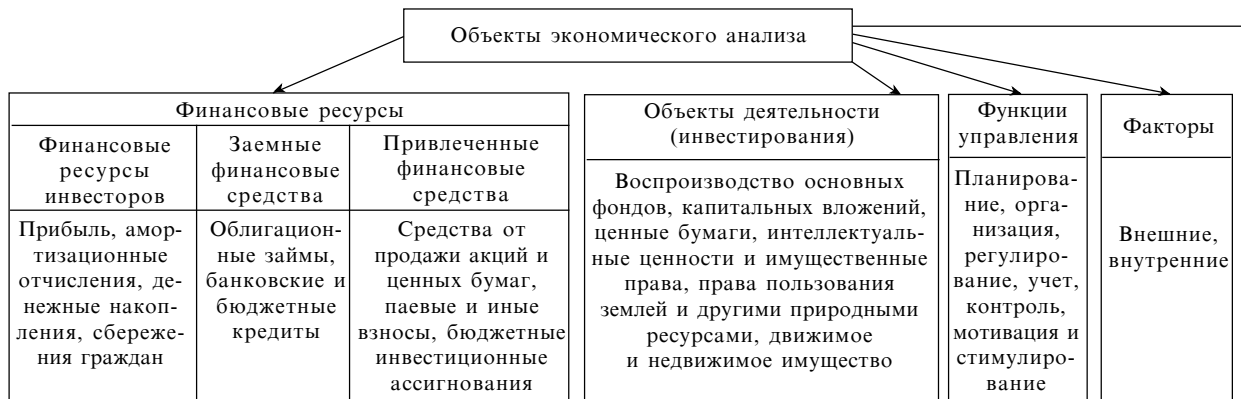 Объекты экономического анализа
Финансовые ресурсы
Финансовые
ресурсы
инвесторов
Прибыль, амор-
тизационные
отчисления, де-
нежные накоп-
ления, сбереже-
ния граждан
Заемные
финансовые
средства
Облигацион-
ные займы,
банковские и
бюджетные
кредиты
Привлеченные
финансовые
средства
Средства от
продажи акций и
ценных бумаг,
паевые и иные
взносы, бюджетные
инвестиционные
ассигнования
Объекты деятельности
(инвестирования)
Воспроизводство основных
фондов, капитальных вложений,
ценные бумаги, интеллектуаль-
ные ценности и имущественные
права, права пользования
землей и другими природными
ресурсами, движимое
и недвижимое имущество
Функции
управления
Планирова-
ние, орга-
низация,
регулиро-
вание, учет,
контроль,
мотивация и
стимулиро-
вание
Факторы
Внешние,
внутренние